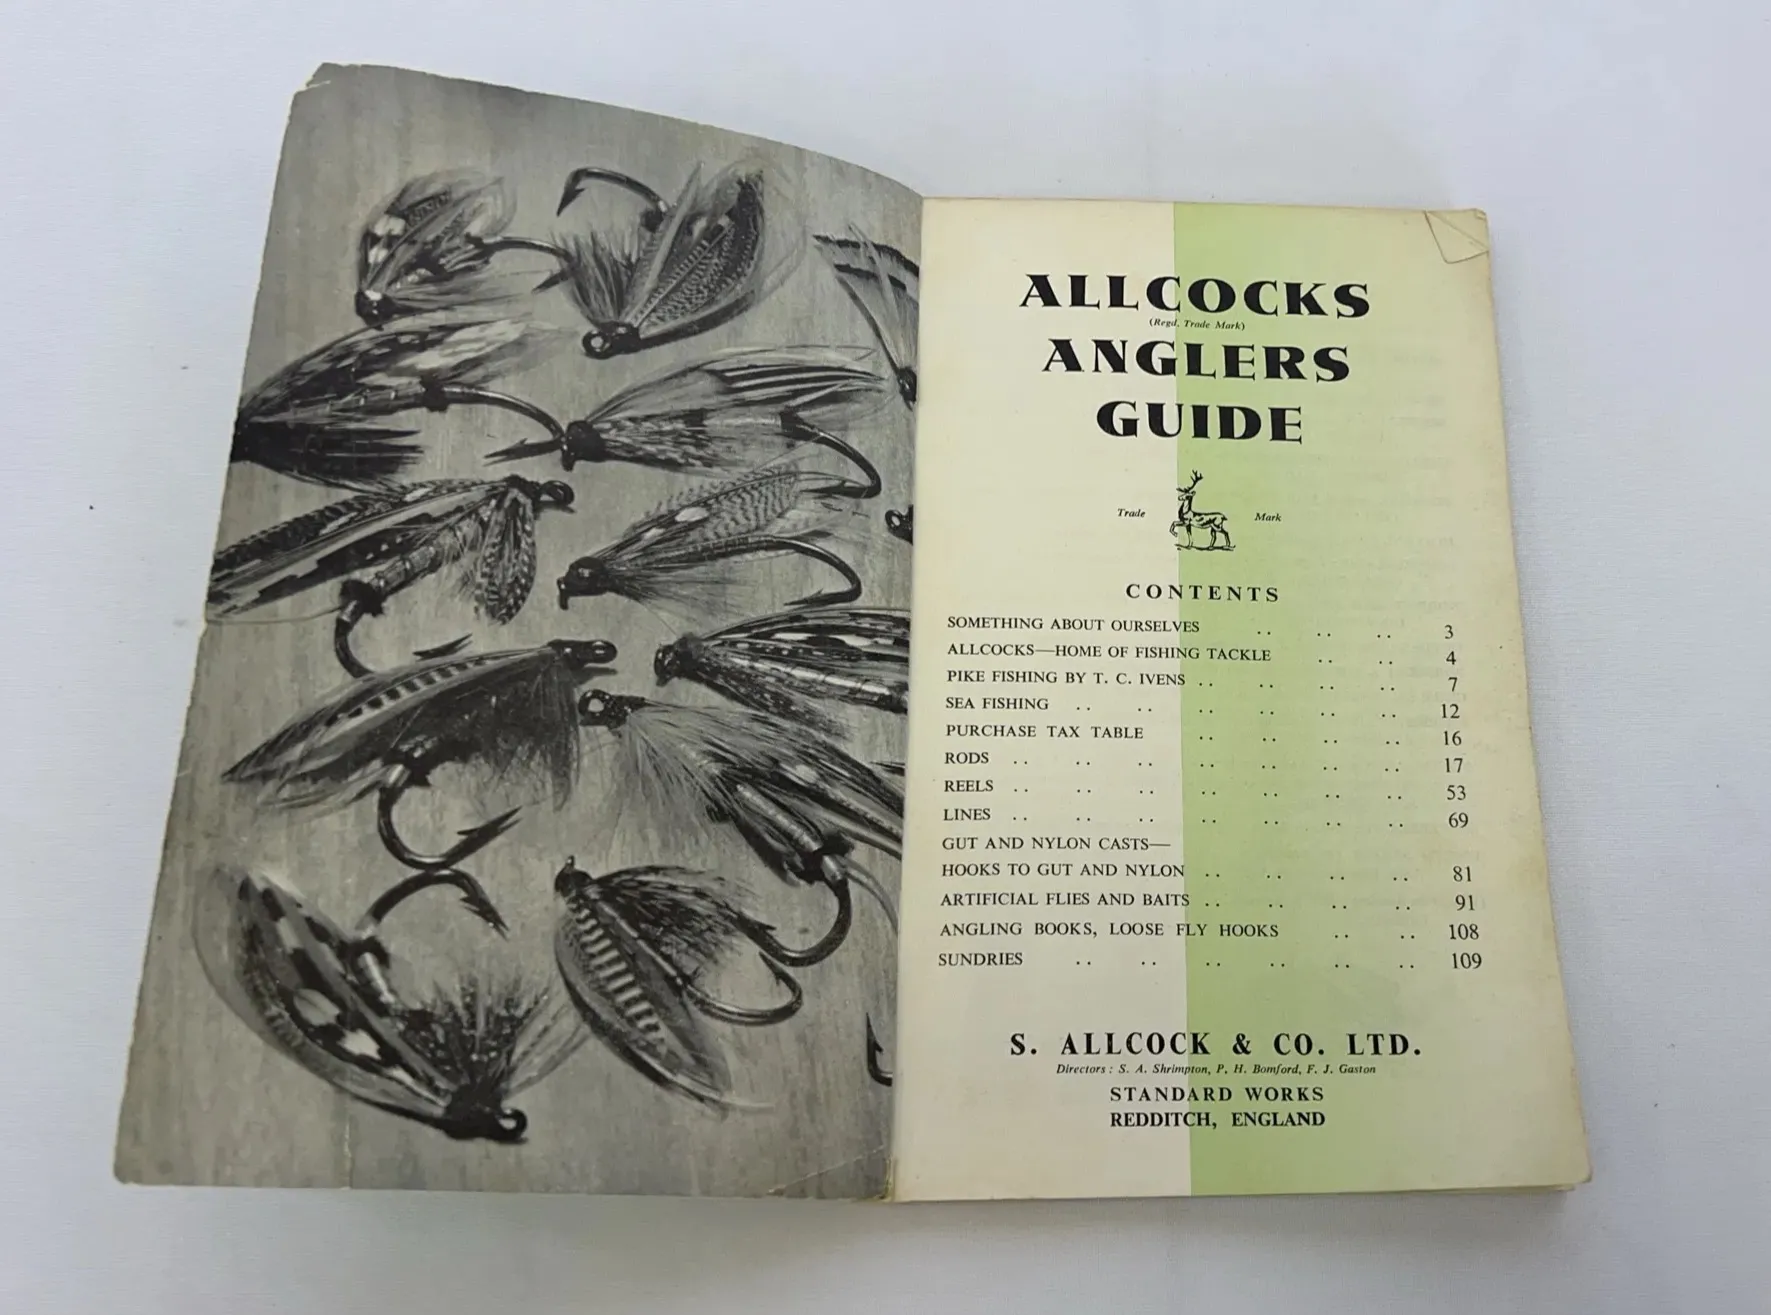 ALLCOCKS
(Regd. Trade Mark)
ANGLERS
GUIDE
Trade Mark
CONTENTS
SOMETHING ABOUT OURSELVES .. .. .. 3
ALLCOCKS—HOME OF FISHING TACKLE .. .. 4
PIKE FISHING BY T. C. IVENS .. .. .. .. 7
SEA FISHING .. .. .. .. .. .. 12
PURCHASE TAX TABLE .. .. .. .. 16
RODS .. .. .. .. .. .. .. 17
REELS .. .. .. .. .. .. .. 53
LINES .. .. .. .. .. .. .. 69
GUT AND NYLON CASTS—
HOOKS TO GUT AND NYLON .. .. .. .. 81
ARTIFICIAL FLIES AND BAITS .. .. .. .. 91
ANGLING BOOKS, LOOSE FLY HOOKS .. .. 108
SUNDRIES .. .. .. .. .. .. 109
S. ALLCOCK & CO. LTD.
Directors: S. A. Shrimpton, P. H. Bomford, F. J. Gaston
STANDARD WORKS
REDDITCH, ENGLAND